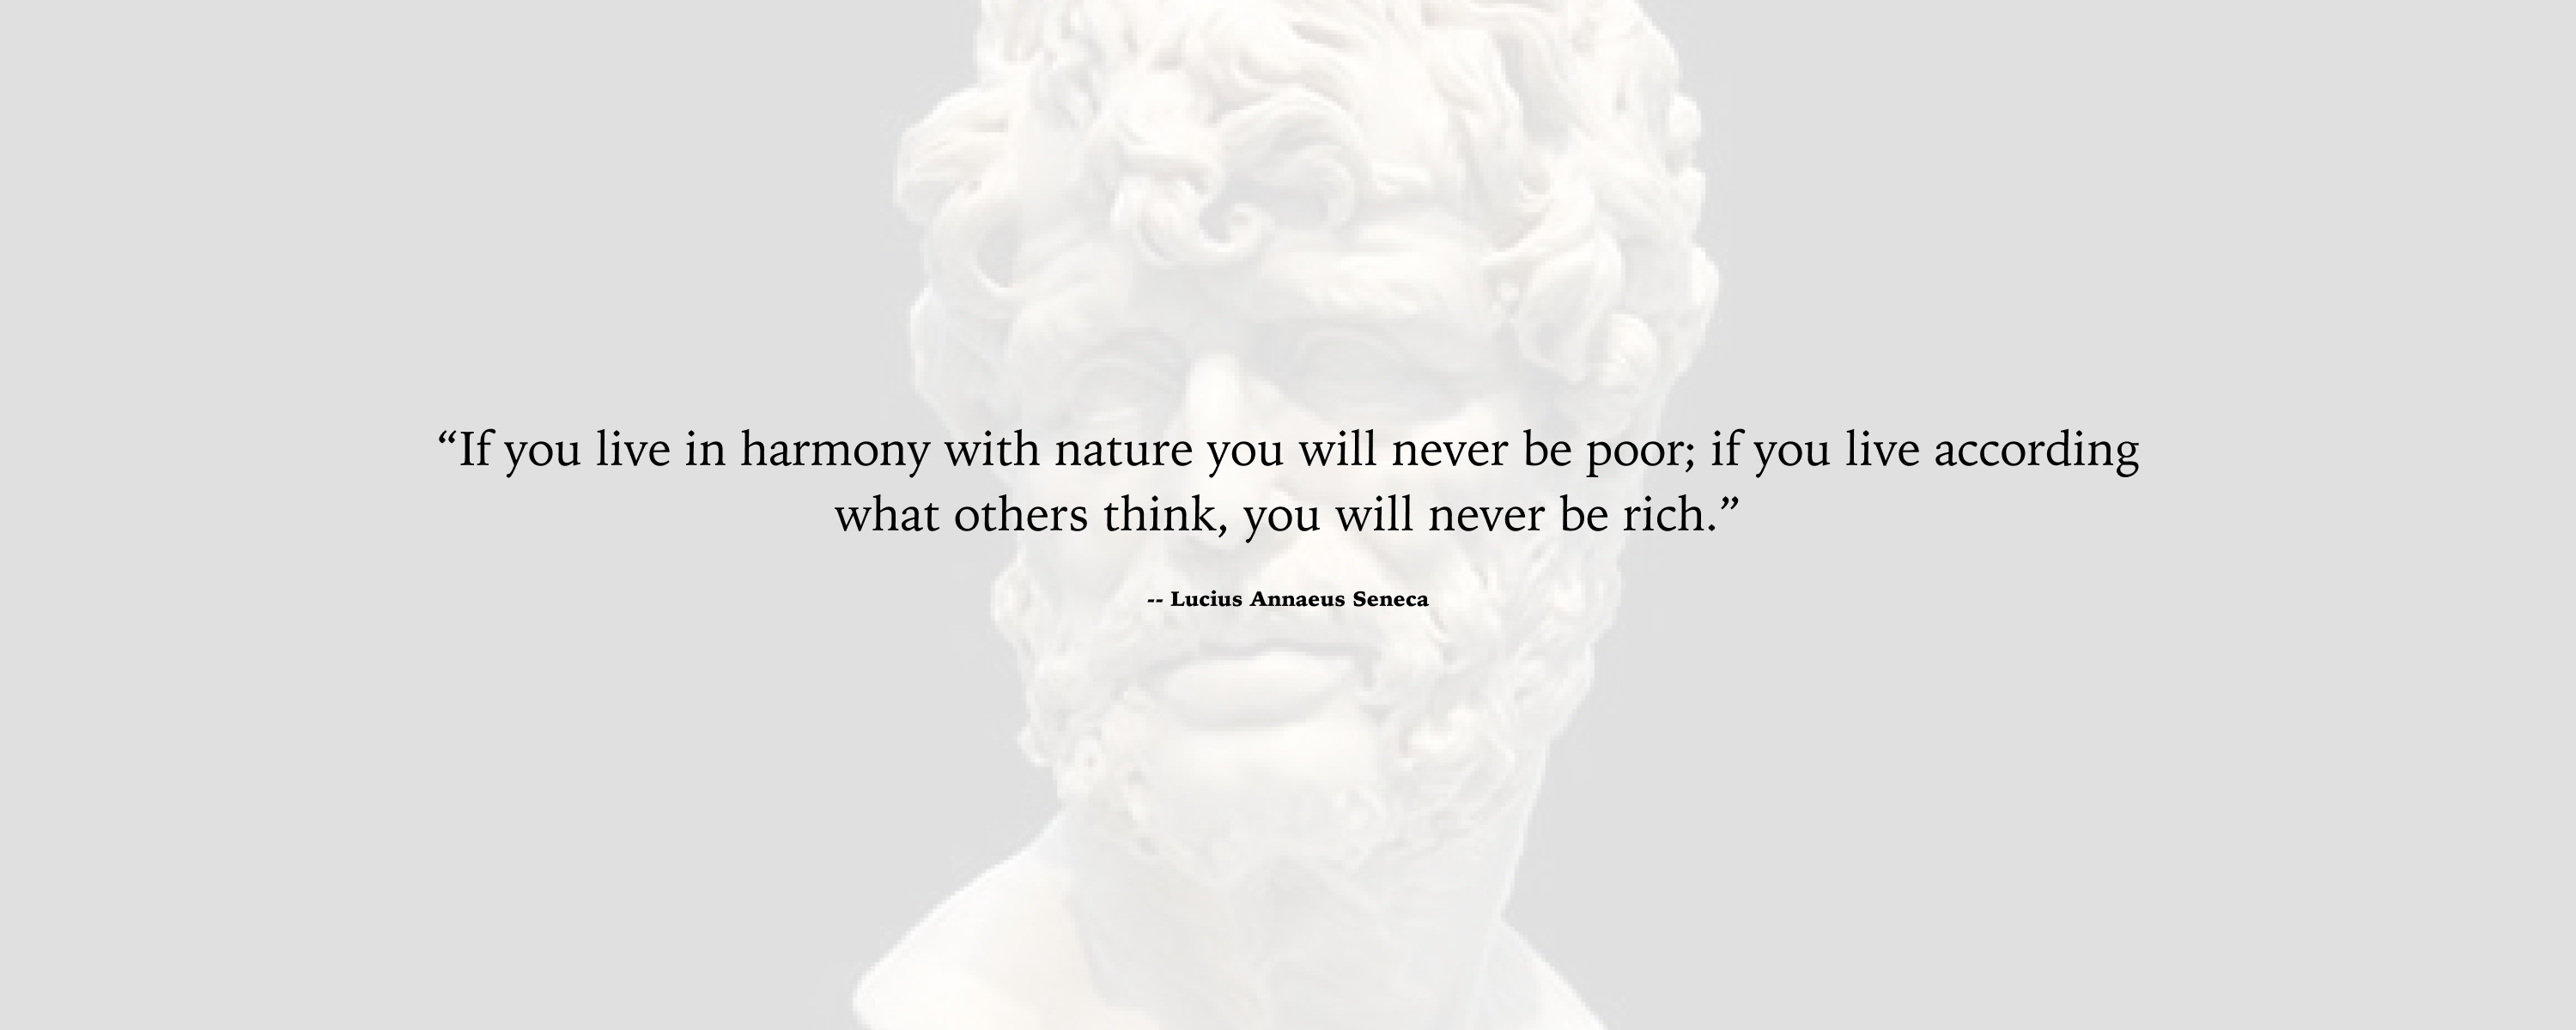 “If you live in harmony with nature you will never be poor; if you live according
what others think, you will never be rich.”
-- Lucius Annaeus Seneca